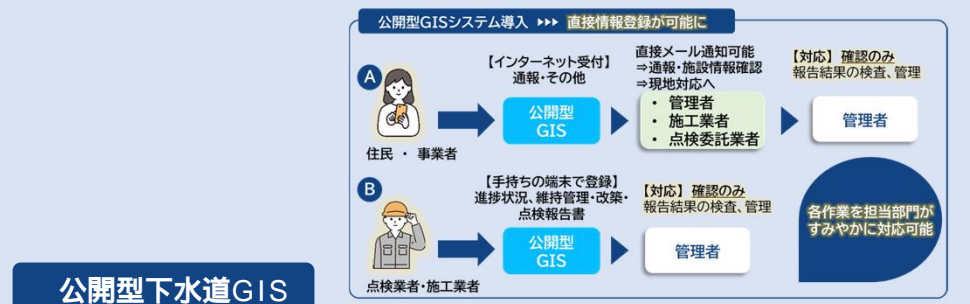 公開型GISシステム導入 ▸▸▸ 直接情報登録が可能に
A
【インターネット受付】
通報・その他
公開型
GIS
直接メール通知可能
⇒通報・施設情報確認
⇒現地対応へ
・ 管理者
・ 施工業者
・ 点検委託業者
【対応】確認のみ
報告結果の検査、管理
管理者
住民 ・ 事業者
B
【手持ちの端末で登録】
進捗状況、維持管理・改築・
点検報告書
公開型
GIS
【対応】確認のみ
報告結果の検査、管理
管理者
点検業者・施工業者
各作業を担当部門が
すみやかに対応可能
公開型下水道GIS